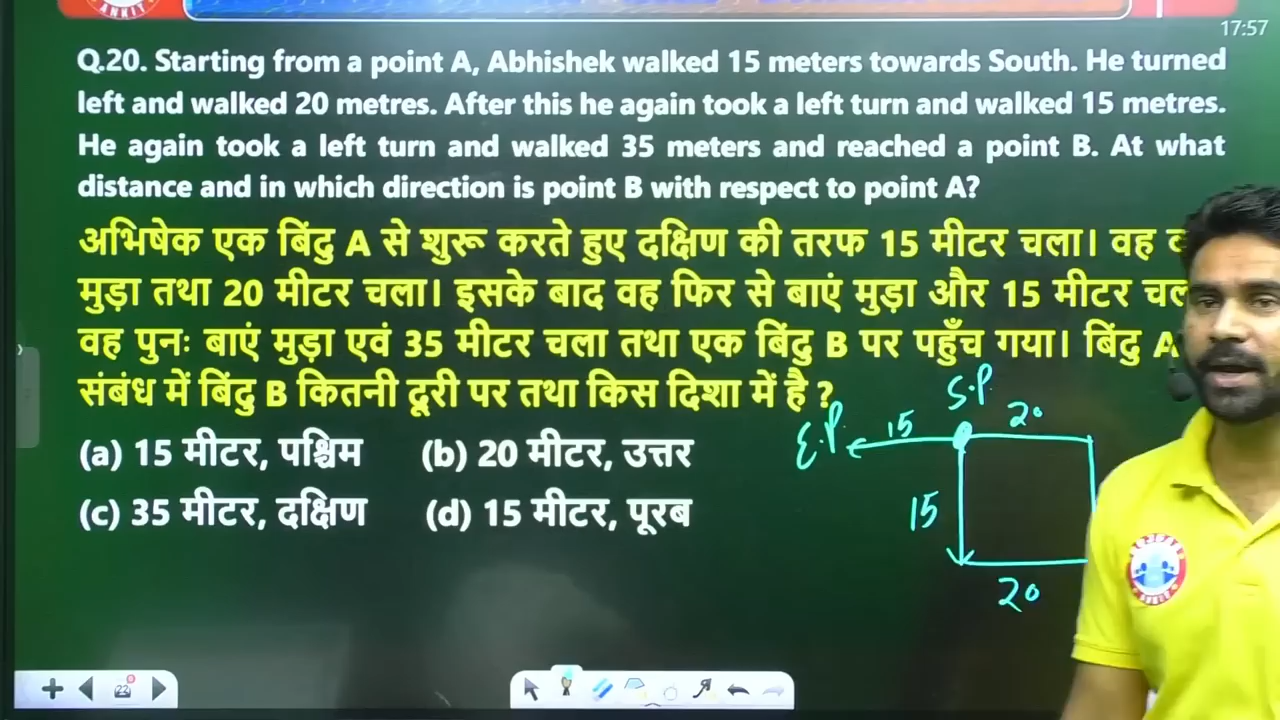 ANKIT
17:57
Q.20. Starting from a point A, Abhishek walked 15 meters towards South. He turned
left and walked 20 metres. After this he again took a left turn and walked 15 metres.
He again took a left turn and walked 35 meters and reached a point B. At what
distance and in which direction is point B with respect to point A?
अभिषेक एक बिंदु A से शुरू करते हुए दक्षिण की तरफ 15 मीटर चला। वह
मुड़ा तथा 20 मीटर चला। इसके बाद वह फिर से बाएं मुड़ा और 15 मीटर चल
वह पुनः बाएं मुड़ा एवं 35 मीटर चला तथा एक बिंदु B पर पहुँच गया। बिंदु A
संबंध में बिंदु B कितनी दूरी पर तथा किस दिशा में है ?
(a) 15 मीटर, पश्चिम (b) 20 मीटर, उत्तर
(c) 35 मीटर, दक्षिण (d) 15 मीटर, पूरब
S.P.
E.P. 15 20
15
20
ANKIT
22